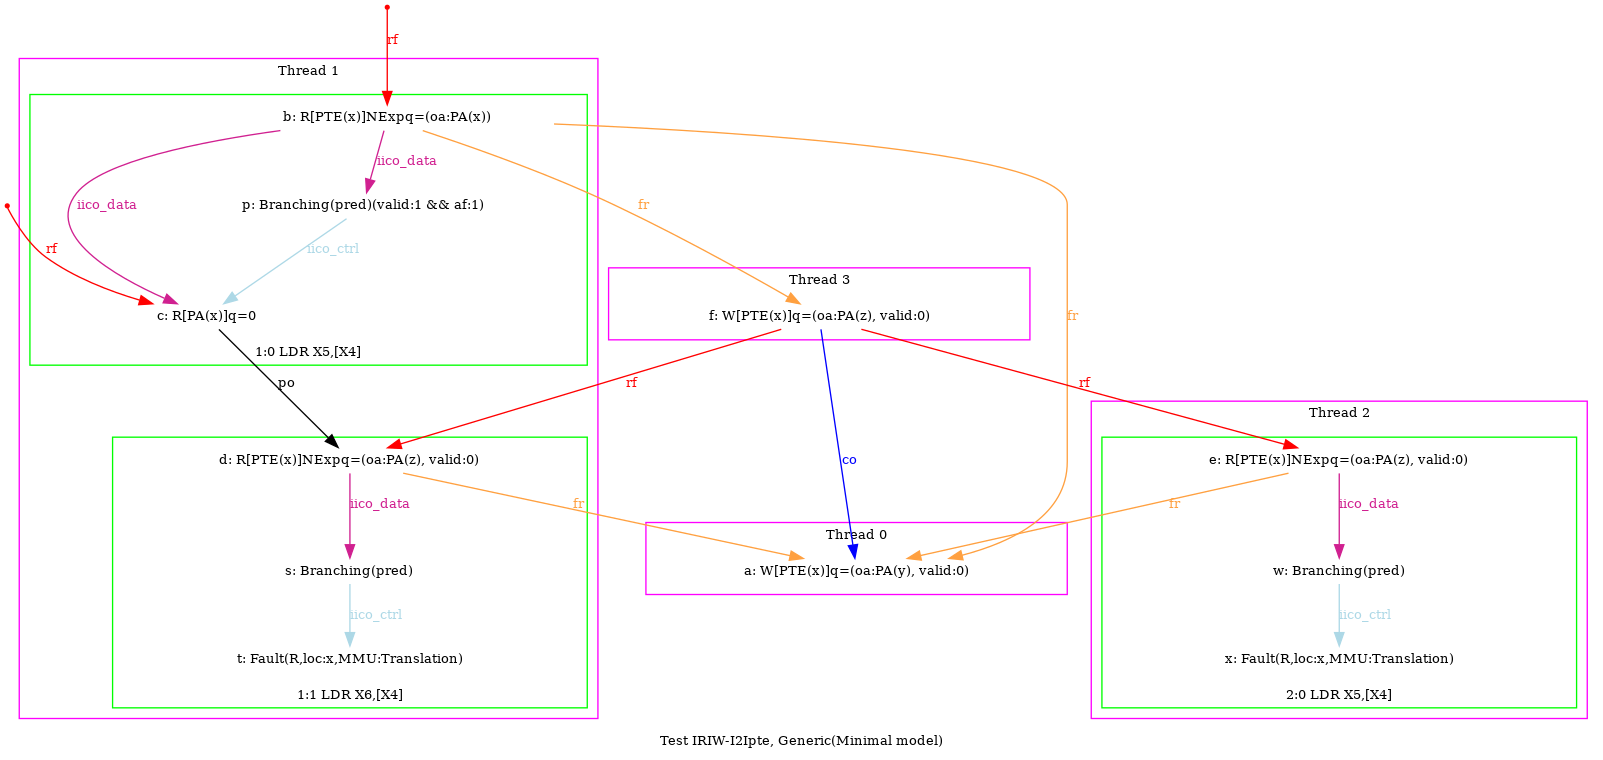 rf
Thread 1
b: R[PTE(x)]NExpq=(oa:PA(x))
iico_data
p: Branching(pred)(valid:1 && af:1)
iico_data
fr
rf
iico_ctrl
Thread 3
c: R[PA(x)]q=0
f: W[PTE(x)]q=(oa:PA(z), valid:0)
fr
1:0 LDR X5,[X4]
po
rf
rf
Thread 2
d: R[PTE(x)]NExpq=(oa:PA(z), valid:0)
co
e: R[PTE(x)]NExpq=(oa:PA(z), valid:0)
iico_data
fr
fr
iico_data
Thread 0
s: Branching(pred)
a: W[PTE(x)]q=(oa:PA(y), valid:0)
w: Branching(pred)
iico_ctrl
iico_ctrl
t: Fault(R,loc:x,MMU:Translation)
x: Fault(R,loc:x,MMU:Translation)
1:1 LDR X6,[X4]
2:0 LDR X5,[X4]
Test IRIW-I2Ipte, Generic(Minimal model)